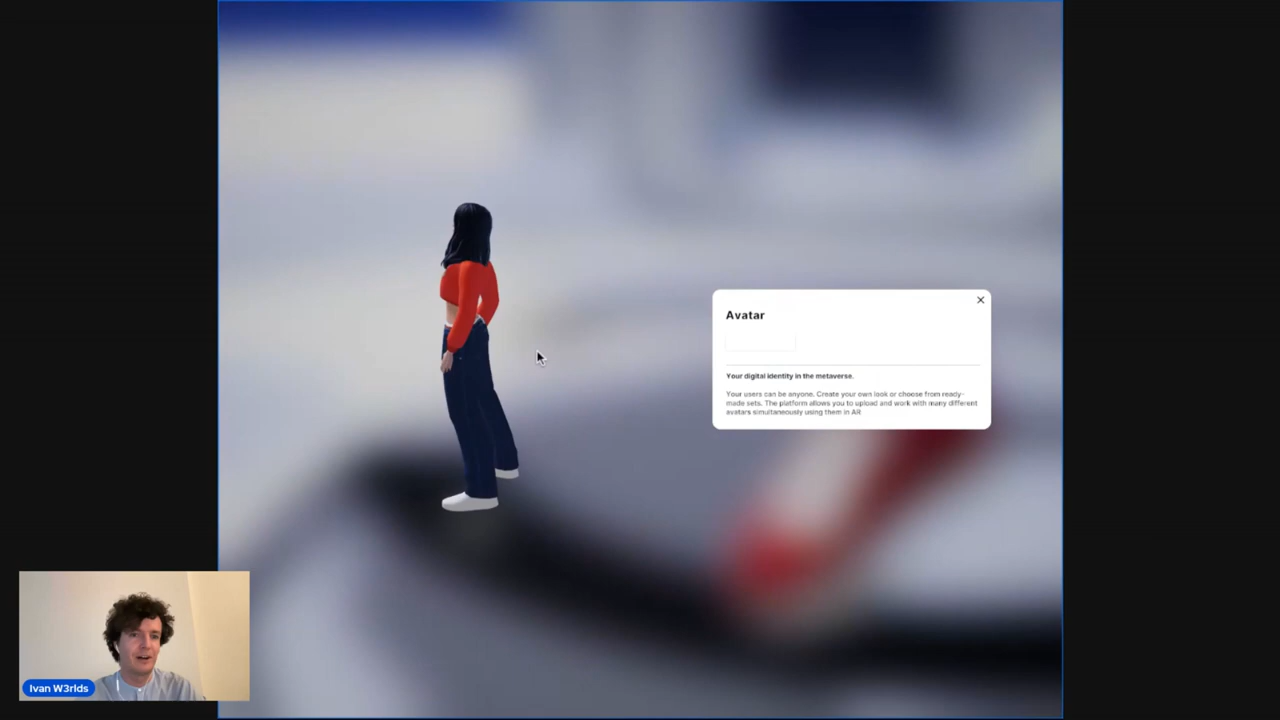 Avatar
Your digital identity in the metaverse.
Your users can be anyone. Create your own look or choose from ready-
made sets. The platform allows you to upload and work with many different
avatars simultaneously using them in AR
Ivan W3rlds